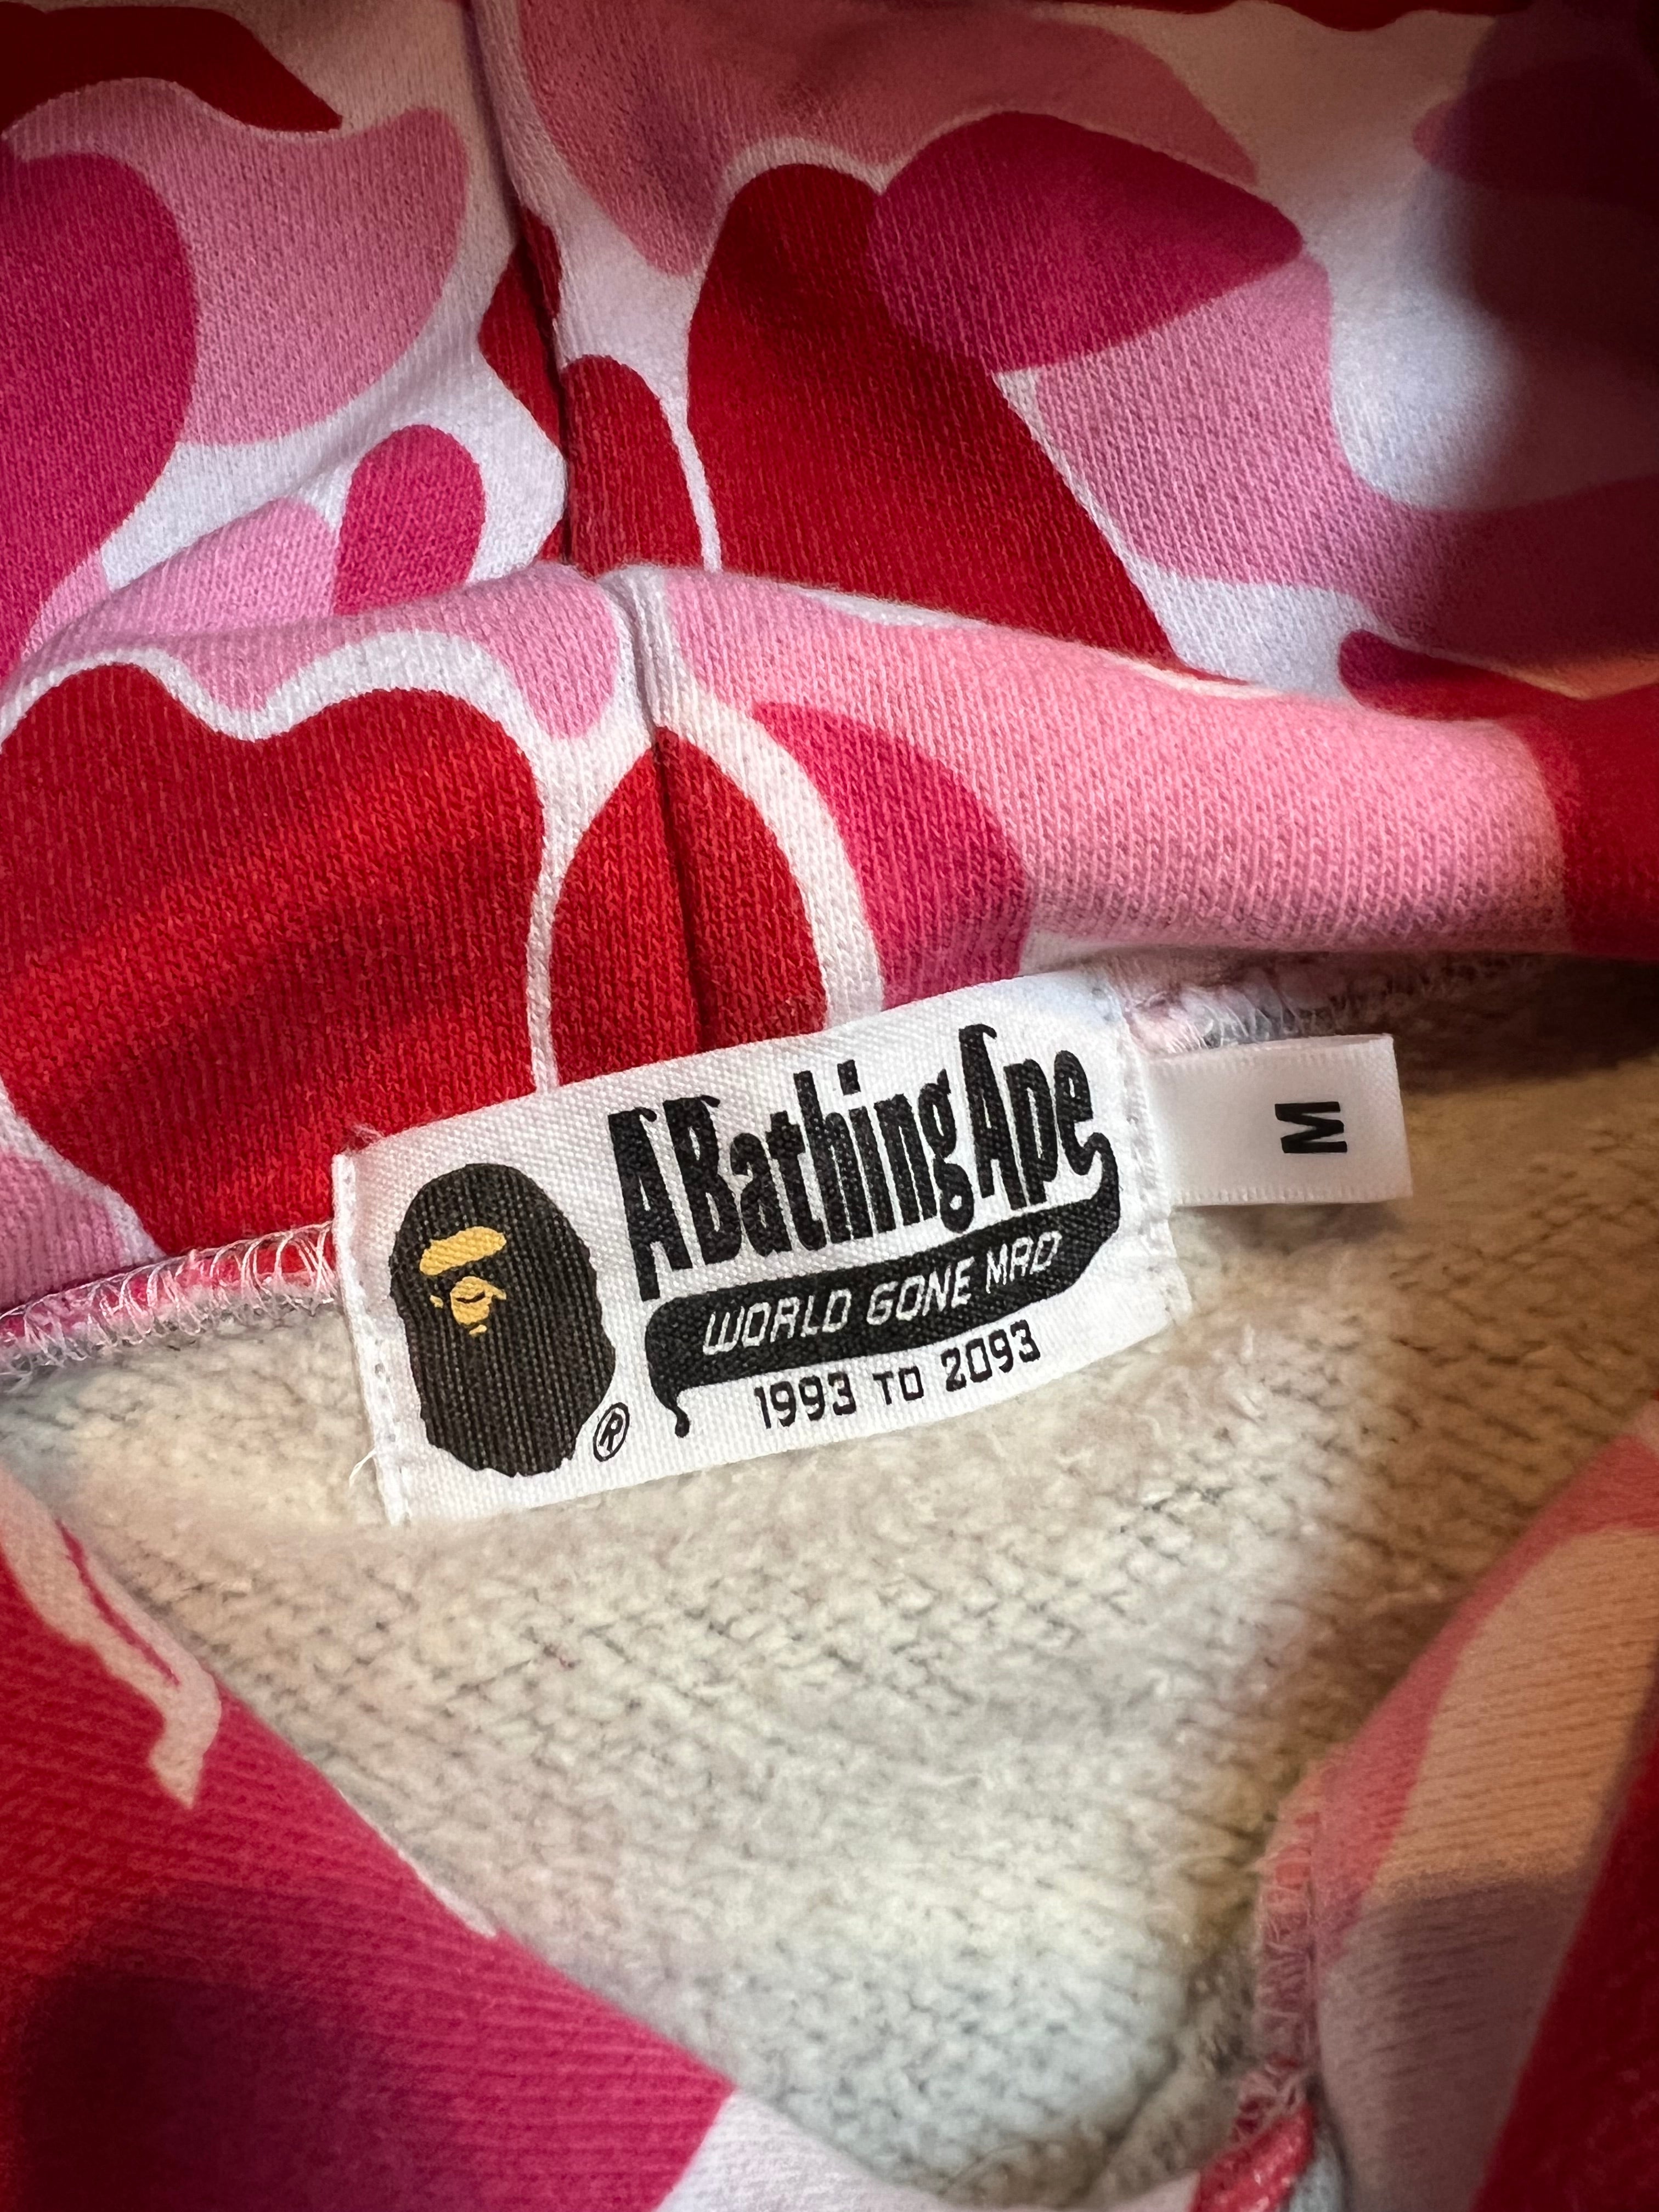 A Bathing Ape
WORLD GONE MAD
1993 TO 2093
®
M